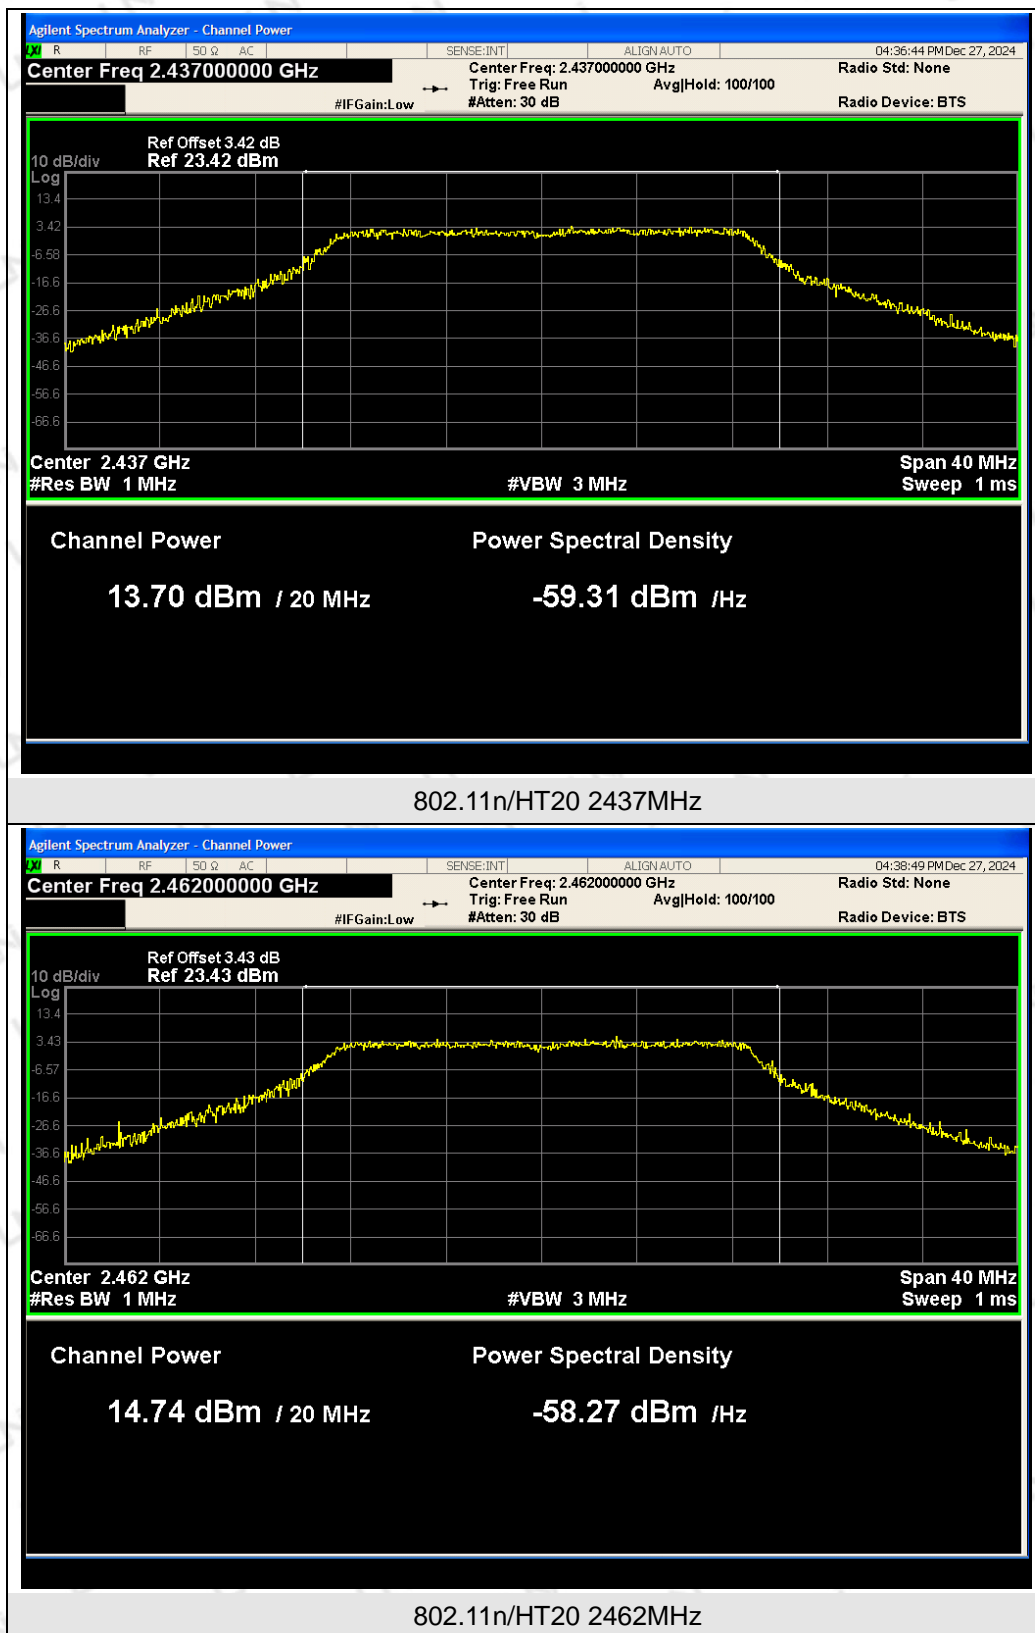 Agilent Spectrum Analyzer - Channel Power
LXI R RF 50 Ω AC SENSE:INT ALIGN AUTO 04:36:44 PM Dec 27, 2024
Center Freq 2.437000000 GHz Center Freq: 2.437000000 GHz Radio Std: None
Trig: Free Run Avg|Hold: 100/100
#IFGain:Low #Atten: 30 dB Radio Device: BTS
Ref Offset 3.42 dB
10 dB/div Ref 23.42 dBm
Log
13.4
3.42
-6.58
-16.6
-26.6
-36.6
-46.6
-56.6
-66.6
Center 2.437 GHz Span 40 MHz
#Res BW 1 MHz #VBW 3 MHz Sweep 1 ms
Channel Power Power Spectral Density
13.70 dBm / 20 MHz -59.31 dBm /Hz
802.11n/HT20 2437MHz
Agilent Spectrum Analyzer - Channel Power
LXI R RF 50 Ω AC SENSE:INT ALIGN AUTO 04:38:49 PM Dec 27, 2024
Center Freq 2.462000000 GHz Center Freq: 2.462000000 GHz Radio Std: None
Trig: Free Run Avg|Hold: 100/100
#IFGain:Low #Atten: 30 dB Radio Device: BTS
Ref Offset 3.43 dB
10 dB/div Ref 23.43 dBm
Log
13.4
3.43
-6.57
-16.6
-26.6
-36.6
-46.6
-56.6
-66.6
Center 2.462 GHz Span 40 MHz
#Res BW 1 MHz #VBW 3 MHz Sweep 1 ms
Channel Power Power Spectral Density
14.74 dBm / 20 MHz -58.27 dBm /Hz
802.11n/HT20 2462MHz